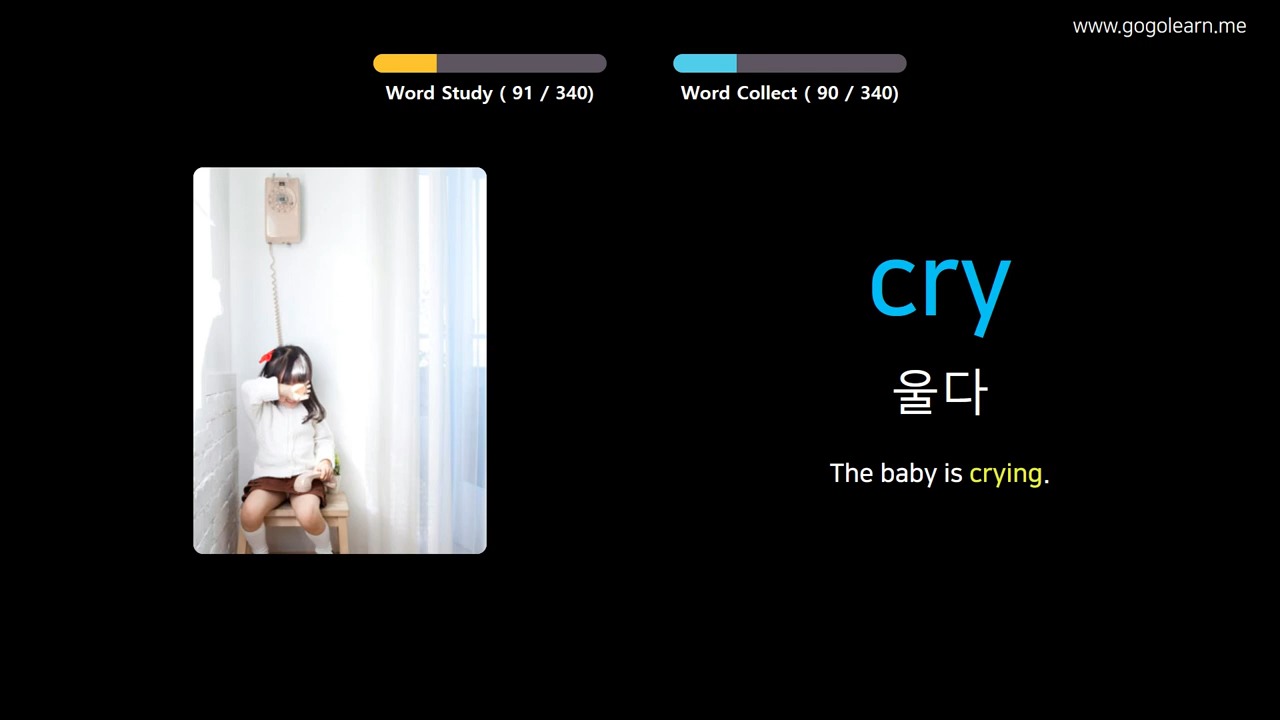 www.gogolearn.me
Word Study ( 91 / 340)
Word Collect ( 90 / 340)
cry
울다
The baby is crying.